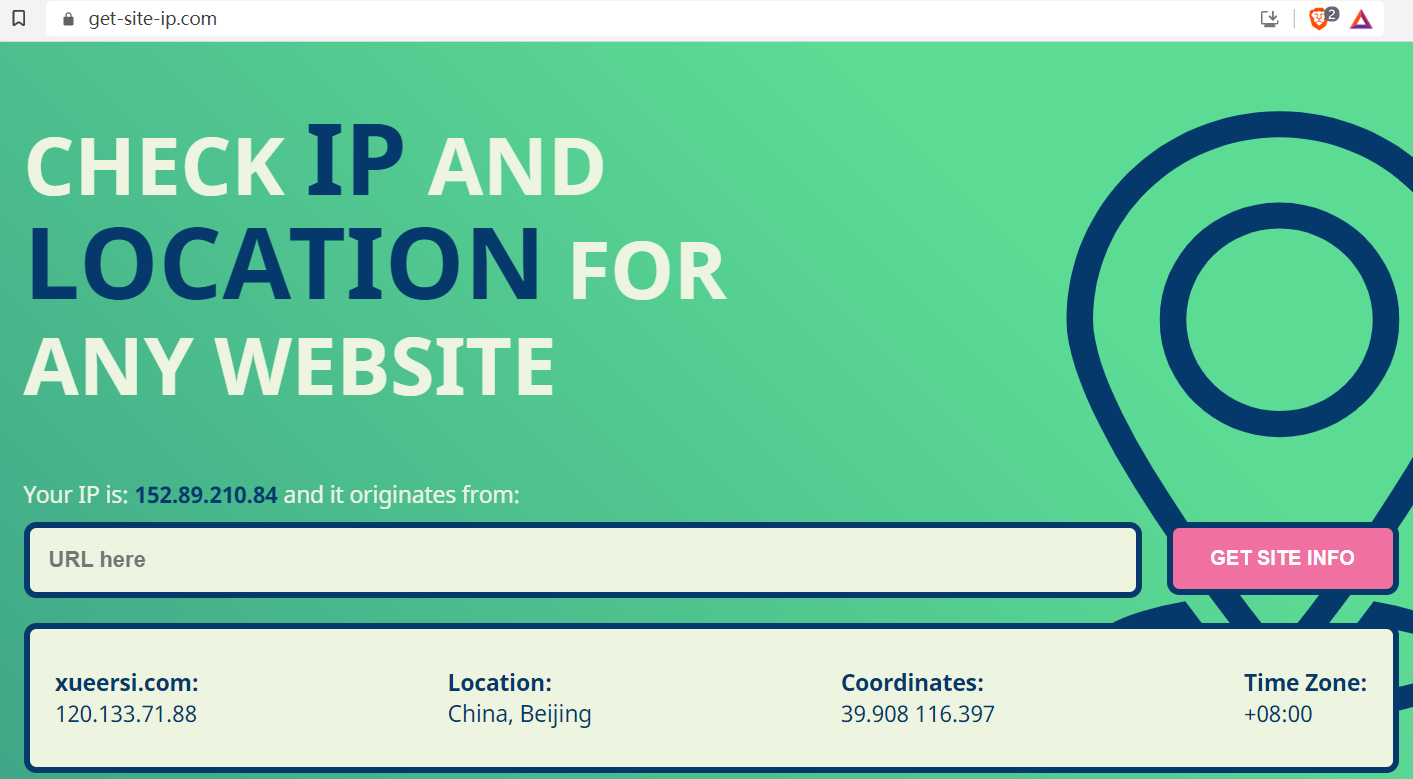 get-site-ip.com
2
CHECK IP AND
LOCATION FOR
ANY WEBSITE
Your IP is: 152.89.210.84 and it originates from:
URL here
GET SITE INFO
xueersi.com: Location: Coordinates: Time Zone:
120.133.71.88 China, Beijing 39.908 116.397 +08:00